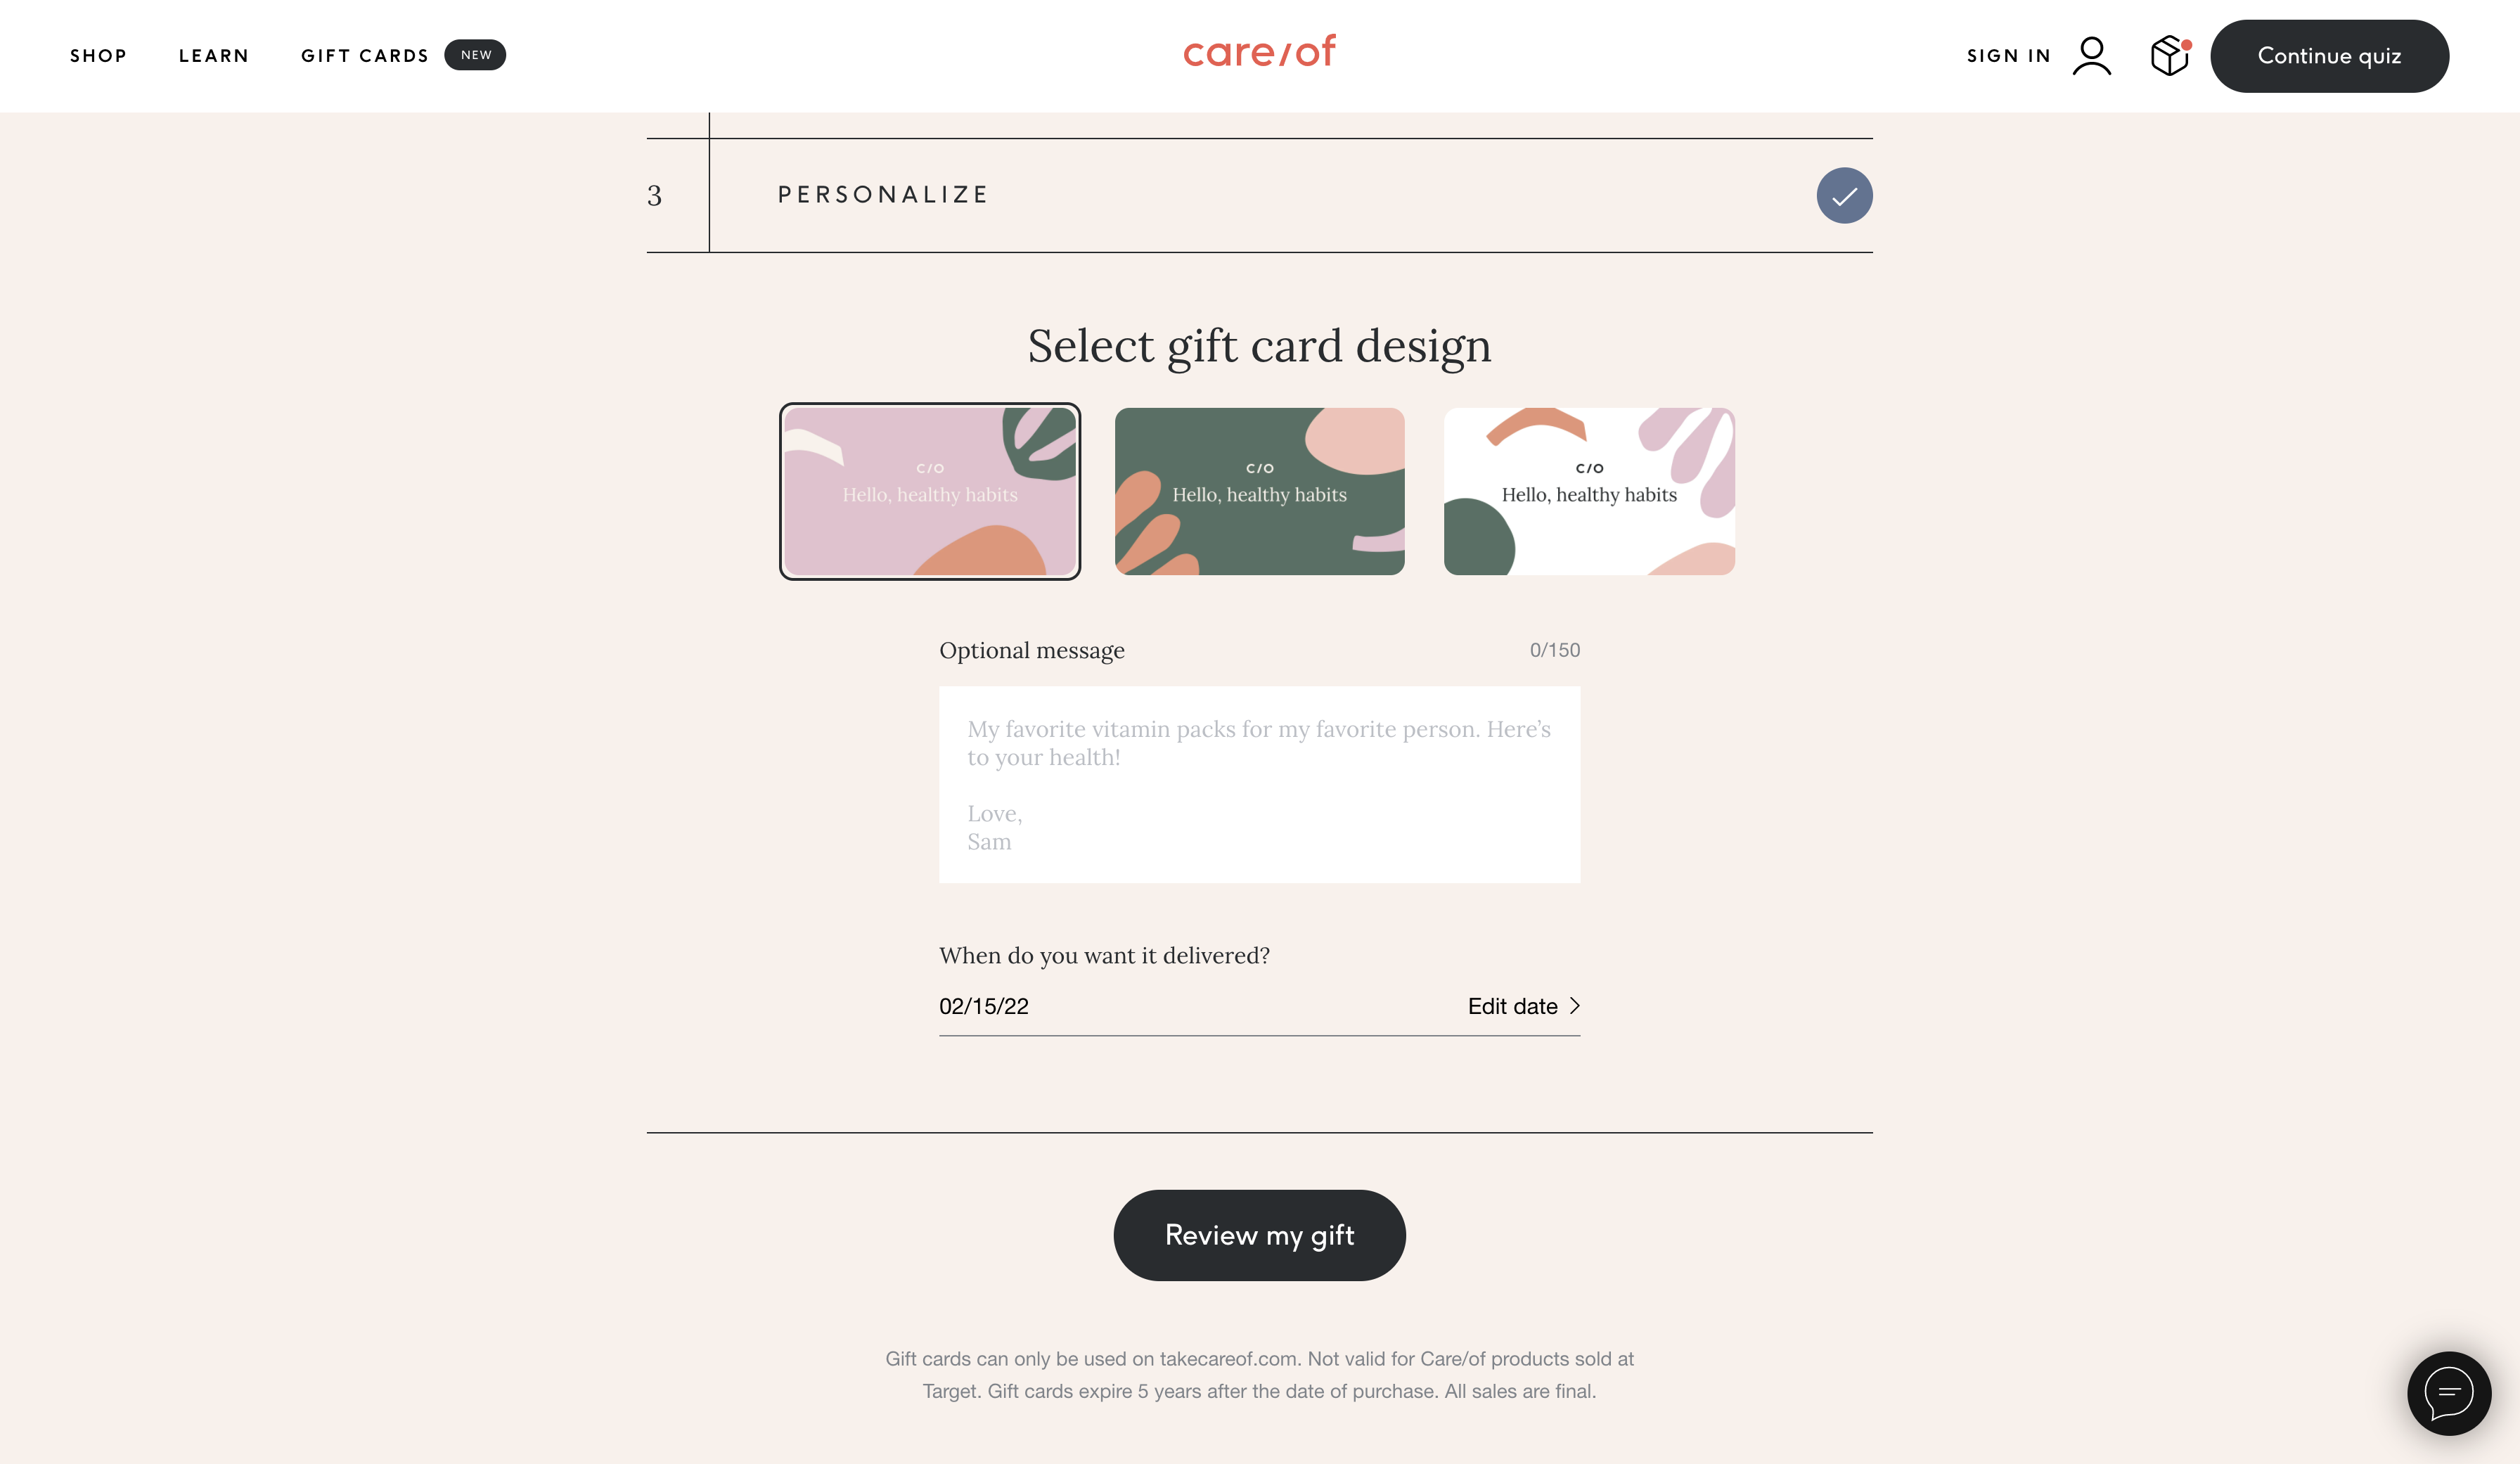 SHOP
LEARN
GIFT CARDS
NEW
care/of
SIGN IN
Continue quiz
3
PERSONALIZE
Select gift card design
C/O
Hello, healthy habits
C/O
Hello, healthy habits
C/O
Hello, healthy habits
Optional message
0/150
My favorite vitamin packs for my favorite person. Here’s
to your health!
Love,
Sam
When do you want it delivered?
02/15/22
Edit date
Review my gift
Gift cards can only be used on takecareof.com. Not valid for Care/of products sold at
Target. Gift cards expire 5 years after the date of purchase. All sales are final.